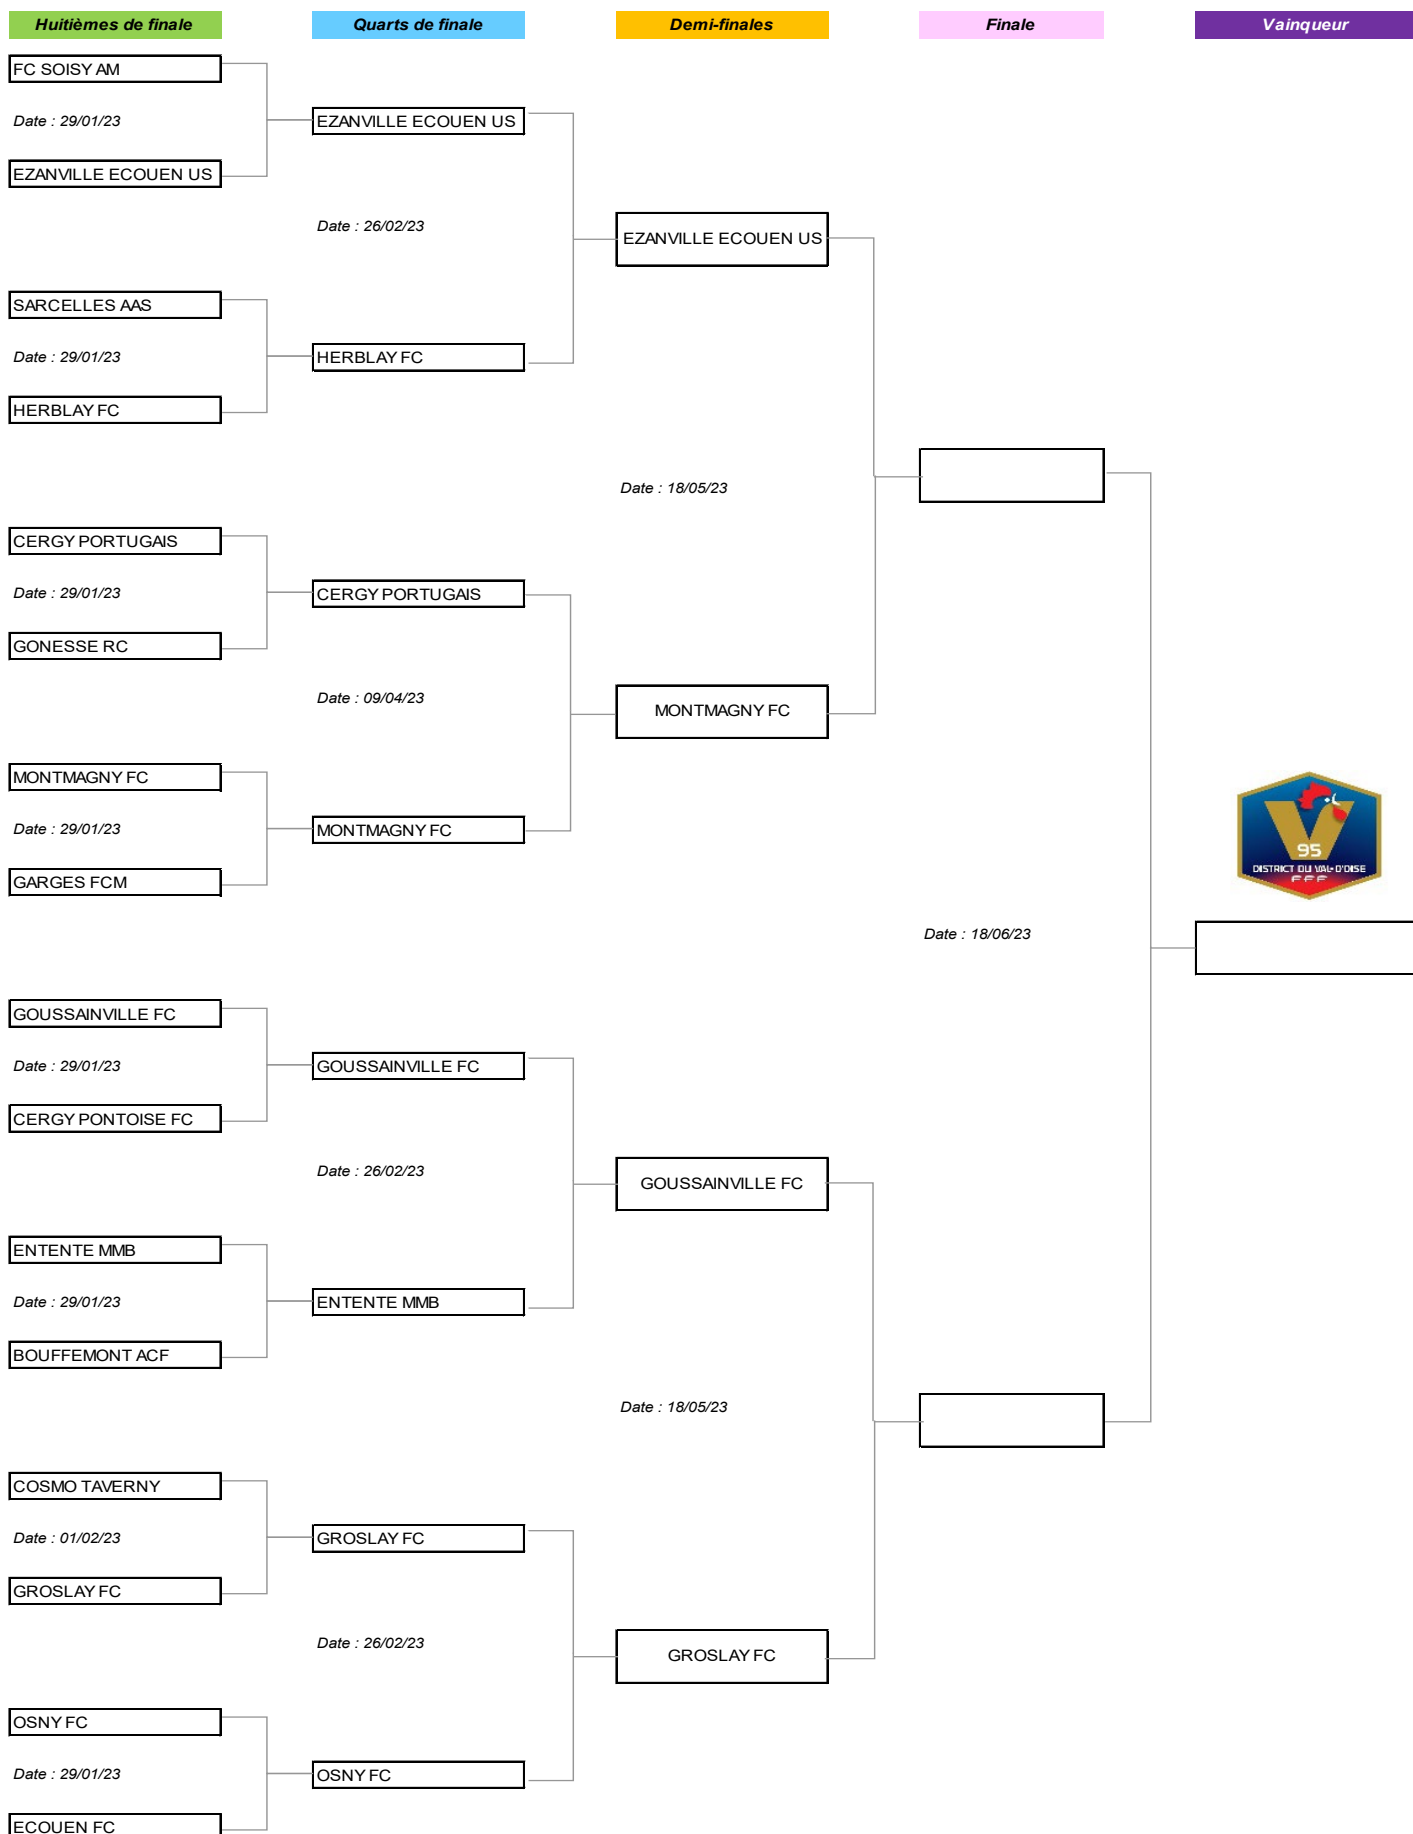 Huitièmes de finale
Quarts de finale
Demi-finales
Finale
Vainqueur
FC SOISY AM
Date : 29/01/23
EZANVILLE ECOUEN US
EZANVILLE ECOUEN US
Date : 26/02/23
EZANVILLE ECOUEN US
SARCELLES AAS
Date : 29/01/23
HERBLAY FC
HERBLAY FC
Date : 18/05/23
CERGY PORTUGAIS
Date : 29/01/23
CERGY PORTUGAIS
GONESSE RC
Date : 09/04/23
MONTMAGNY FC
MONTMAGNY FC
Date : 29/01/23
MONTMAGNY FC
GARGES FCM
95
DISTRICT DU VAL-D'OISE
FFF
Date : 18/06/23
GOUSSAINVILLE FC
Date : 29/01/23
GOUSSAINVILLE FC
CERGY PONTOISE FC
Date : 26/02/23
GOUSSAINVILLE FC
ENTENTE MMB
Date : 29/01/23
ENTENTE MMB
BOUFFEMONT ACF
Date : 18/05/23
COSMO TAVERNY
Date : 01/02/23
GROSLAY FC
GROSLAY FC
Date : 26/02/23
GROSLAY FC
OSNY FC
Date : 29/01/23
OSNY FC
ECOUEN FC